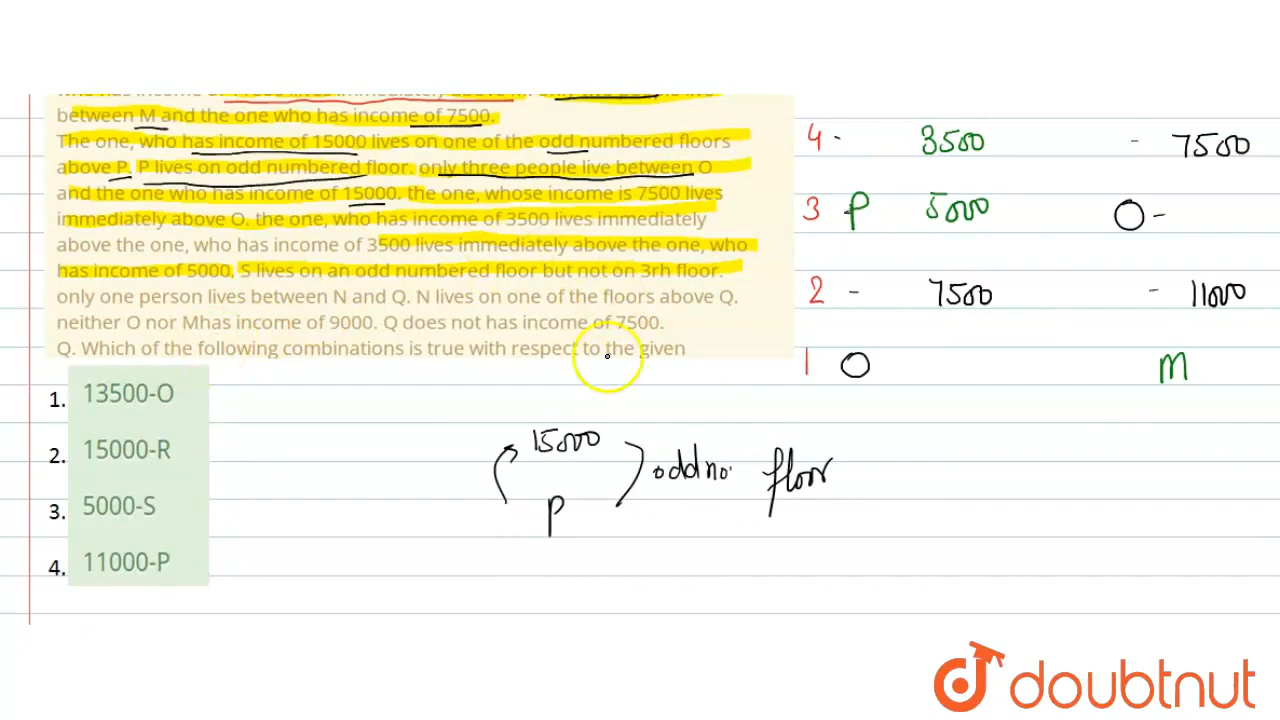 between M and the one who has income of 7500.
The one, who has income of 15000 lives on one of the odd numbered floors
above P. P lives on odd numbered floor. only three people live between O
and the one who has income of 15000. the one, whose income is 7500 lives
immediately above O. the one, who has income of 3500 lives immediately
above the one, who has income of 3500 lives immediately above the one, who
has income of 5000. S lives on an odd numbered floor but not on 3rh floor.
only one person lives between N and Q. N lives on one of the floors above Q.
neither O nor Mhas income of 9000. Q does not has income of 7500.
Q. Which of the following combinations is true with respect to the given
1. 13500-O
2. 15000-R
3. 5000-S
4. 11000-P
4 - 3500 - 7500
3 P 5000 O -
2 - 7500 - 11000
1 O M
15000
P
odd no. floor
doubtnut